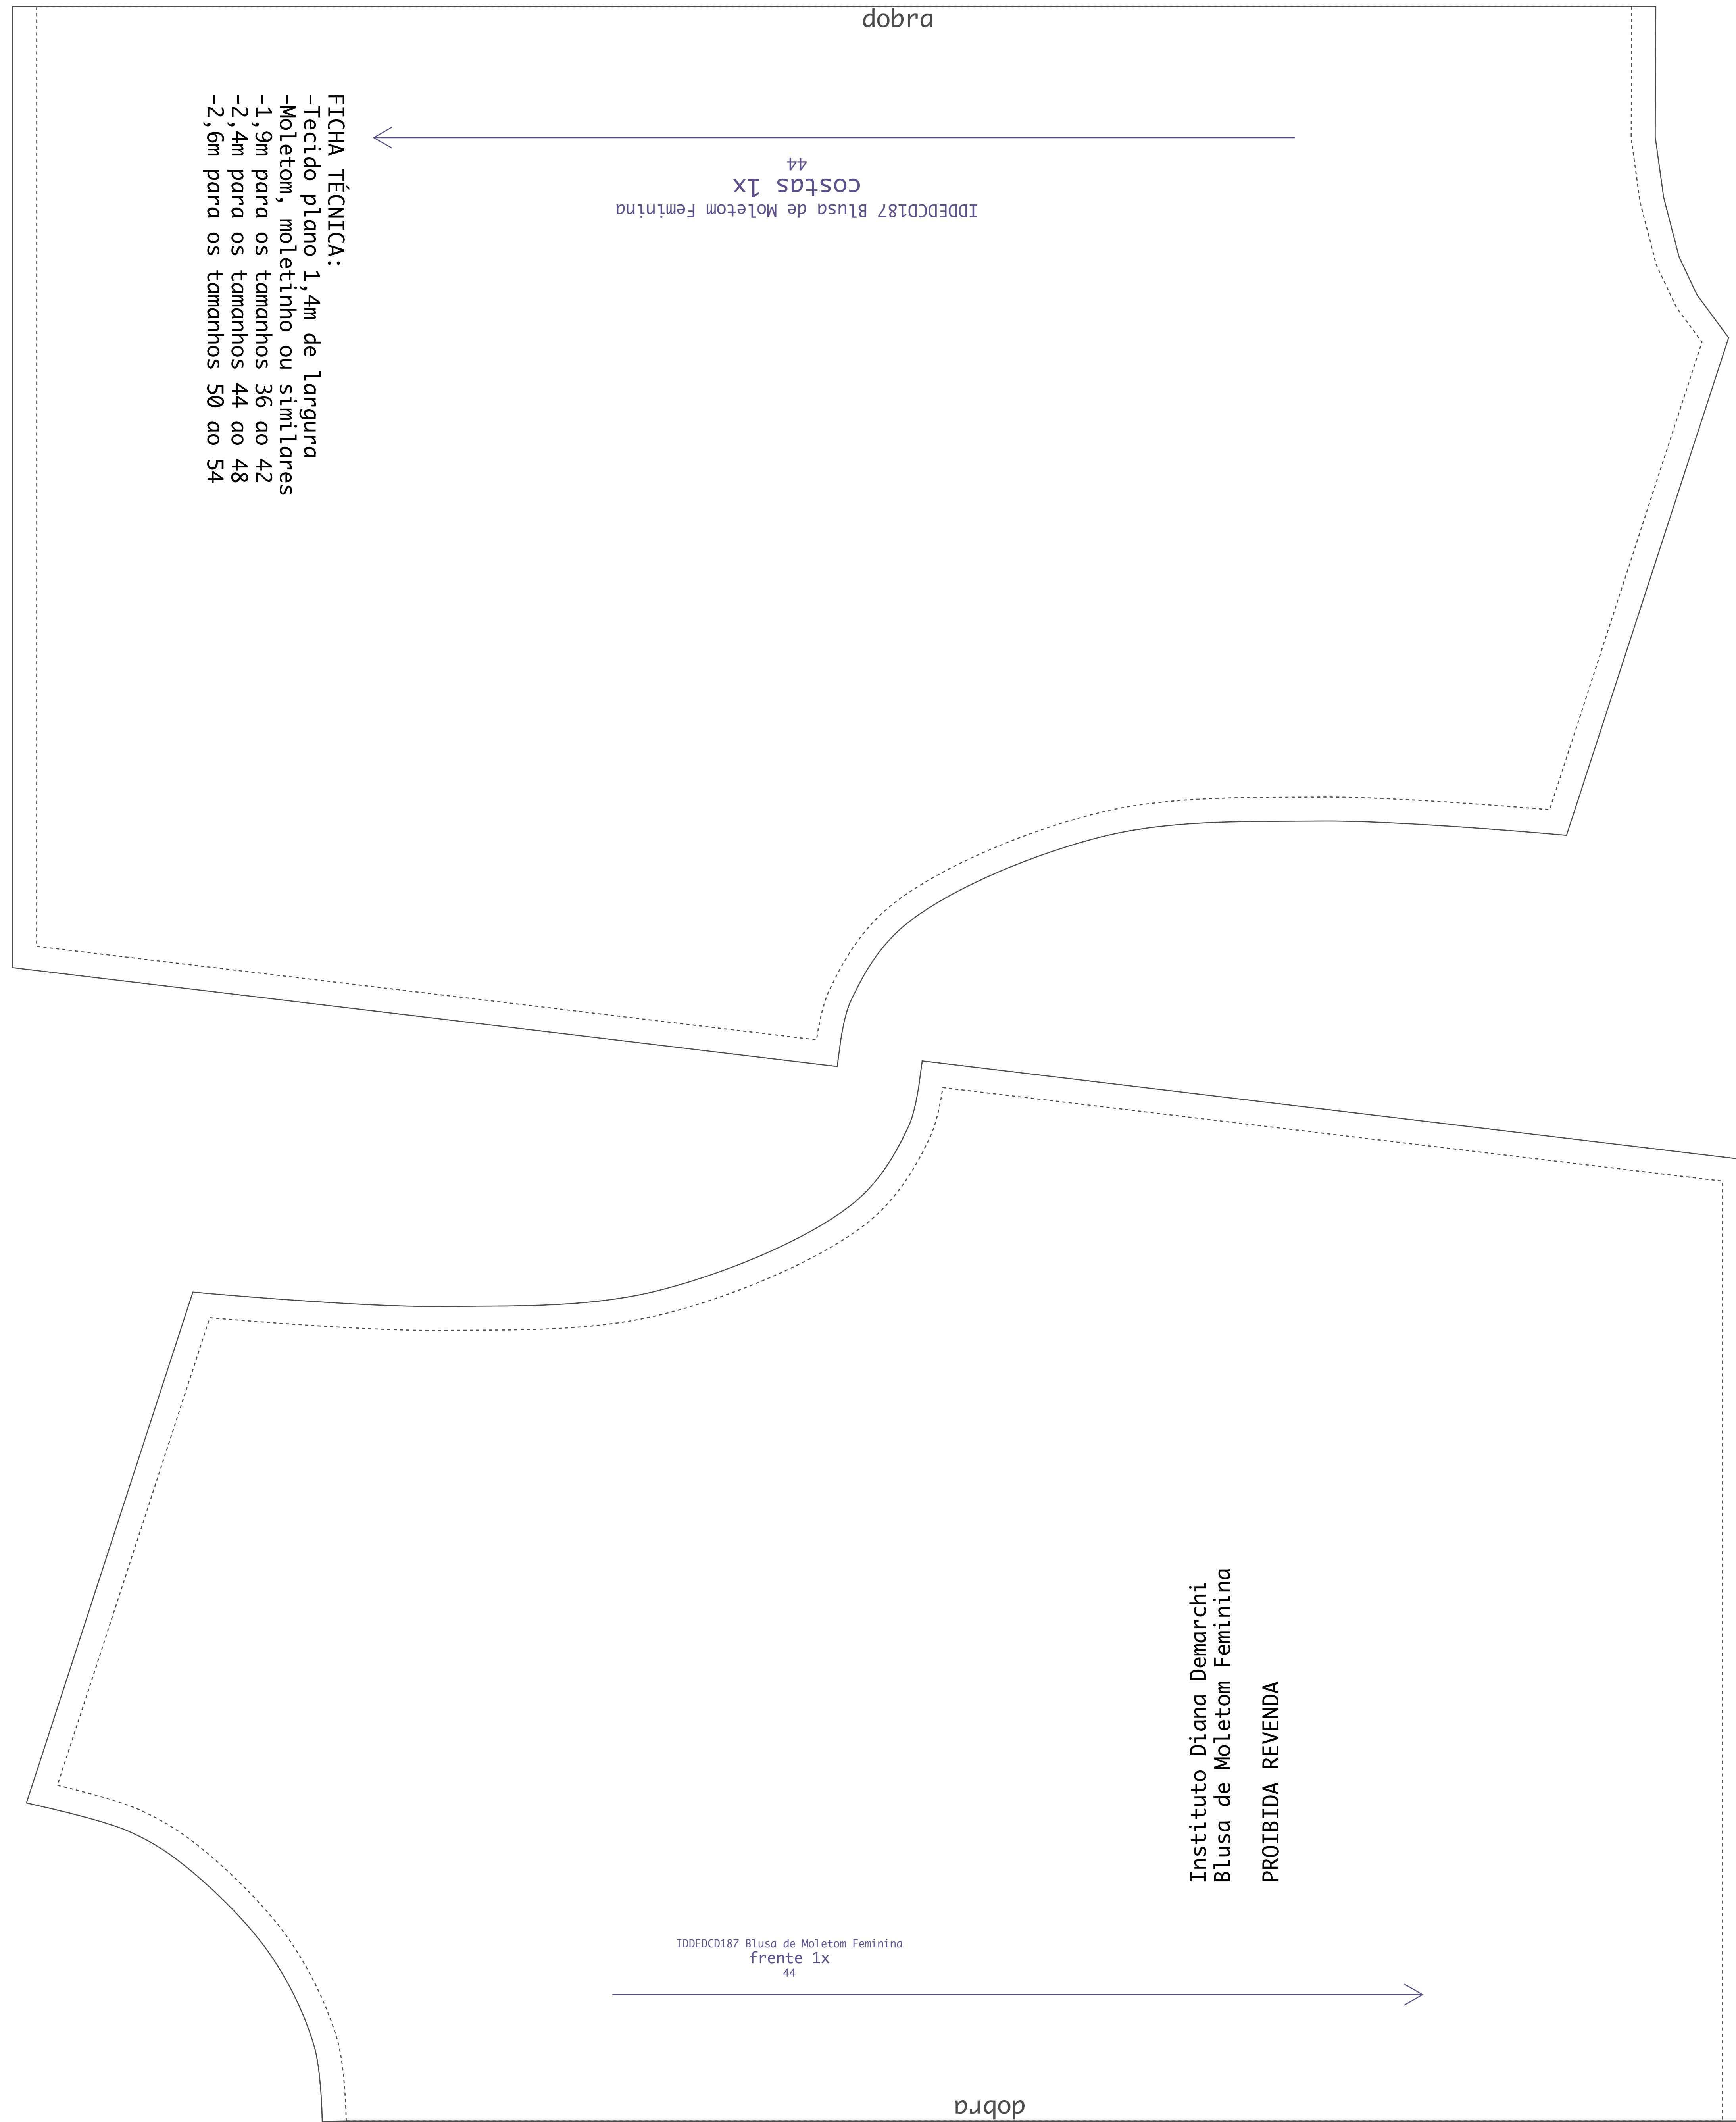 dobra
FICHA TÉCNICA:
-Tecido plano 1,4m de largura
-Moletom, moletinho ou similares
-1,9m para os tamanhos 36 ao 42
-2,4m para os tamanhos 44 ao 48
-2,6m para os tamanhos 50 ao 54
IDDEDCD187 Blusa de Moletom Feminina
costas 1x
44
Instituto Diana Demarchi
Blusa de Moletom Feminina
PROIBIDA REVENDA
IDDEDCD187 Blusa de Moletom Feminina
frente 1x
44
dobra